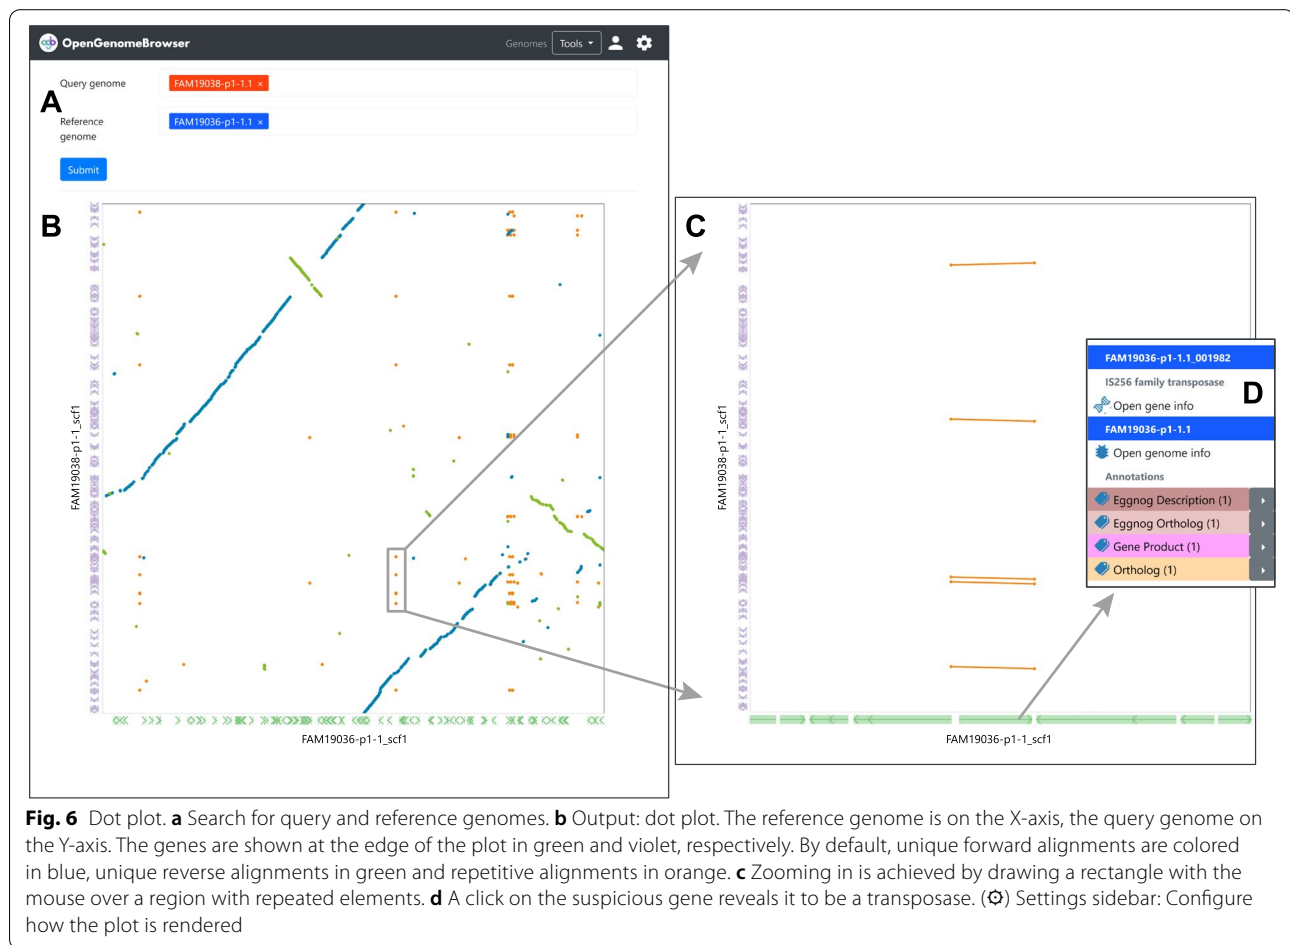 OpenGenomeBrowser
Genomes Tools
A
Query genome FAM19038-p1-1.1 ×
Reference genome FAM19036-p1-1.1 ×
Submit
B
FAM19038-p1-1_scf1
FAM19036-p1-1_scf1
C
FAM19038-p1-1_scf1
FAM19036-p1-1_scf1
D
FAM19036-p1-1.1_001982
IS256 family transposase
Open gene info
FAM19036-p1-1.1
Open genome info
Annotations
Eggnog Description (1)
Eggnog Ortholog (1)
Gene Product (1)
Ortholog (1)
Fig. 6 Dot plot. a Search for query and reference genomes. b Output: dot plot. The reference genome is on the X-axis, the query genome on
the Y-axis. The genes are shown at the edge of the plot in green and violet, respectively. By default, unique forward alignments are colored
in blue, unique reverse alignments in green and repetitive alignments in orange. c Zooming in is achieved by drawing a rectangle with the
mouse over a region with repeated elements. d A click on the suspicious gene reveals it to be a transposase. (⚙) Settings sidebar: Configure
how the plot is rendered